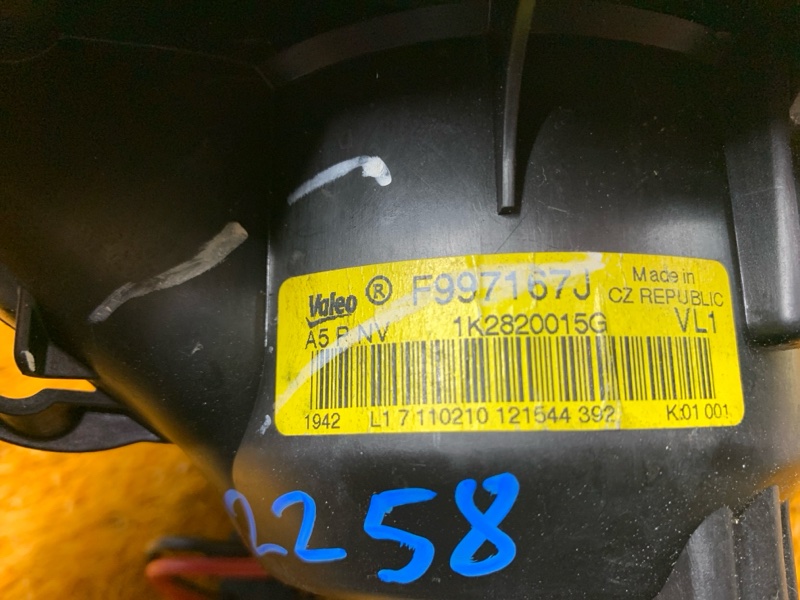 Valeo ® F997167J Made in
CZ REPUBLIC
A5 R NV 1K2820015G VL1
1942 L1 7 110210 121544 392 K:01 001
2258